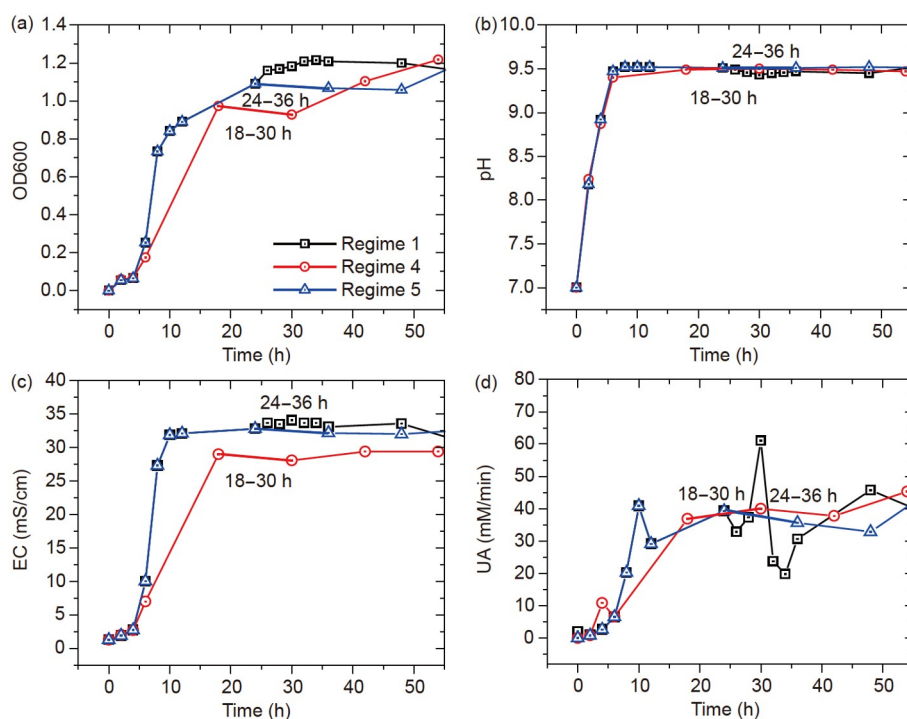 (a)
1.2
1.0
0.8
0.6
0.4
0.2
0.0
OD600
24–36 h
18–30 h
Regime 1
Regime 4
Regime 5
0 10 20 30 40 50
Time (h)
(b)
10.0
9.5
9.0
8.5
8.0
7.5
7.0
pH
24–36 h
18–30 h
0 10 20 30 40 50
Time (h)
(c)
40
35
30
25
20
15
10
5
0
EC (mS/cm)
24–36 h
18–30 h
0 10 20 30 40 50
Time (h)
(d)
80
70
60
50
40
30
20
10
0
UA (mM/min)
18–30 h
24–36 h
0 10 20 30 40 50
Time (h)